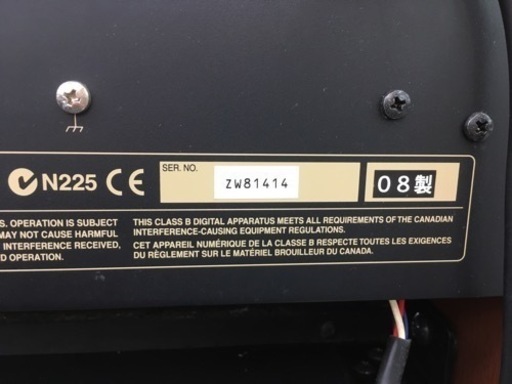 N225 CE
SER. NO.
ZW81414
08製
S. OPERATION IS SUBJECT
MAY NOT CAUSE HARMFUL
INTERFERENCE RECEIVED,
D OPERATION.
THIS CLASS B DIGITAL APPARATUS MEETS ALL REQUIREMENTS OF THE CANADIAN
INTERFERENCE-CAUSING EQUIPMENT REGULATIONS.
CET APPAREIL NUMÉRIQUE DE LA CLASSE B RESPECTE TOUTES LES EXIGENCES
DU RÈGLEMENT SUR LE MATÉRIEL BROUILLEUR DU CANADA.